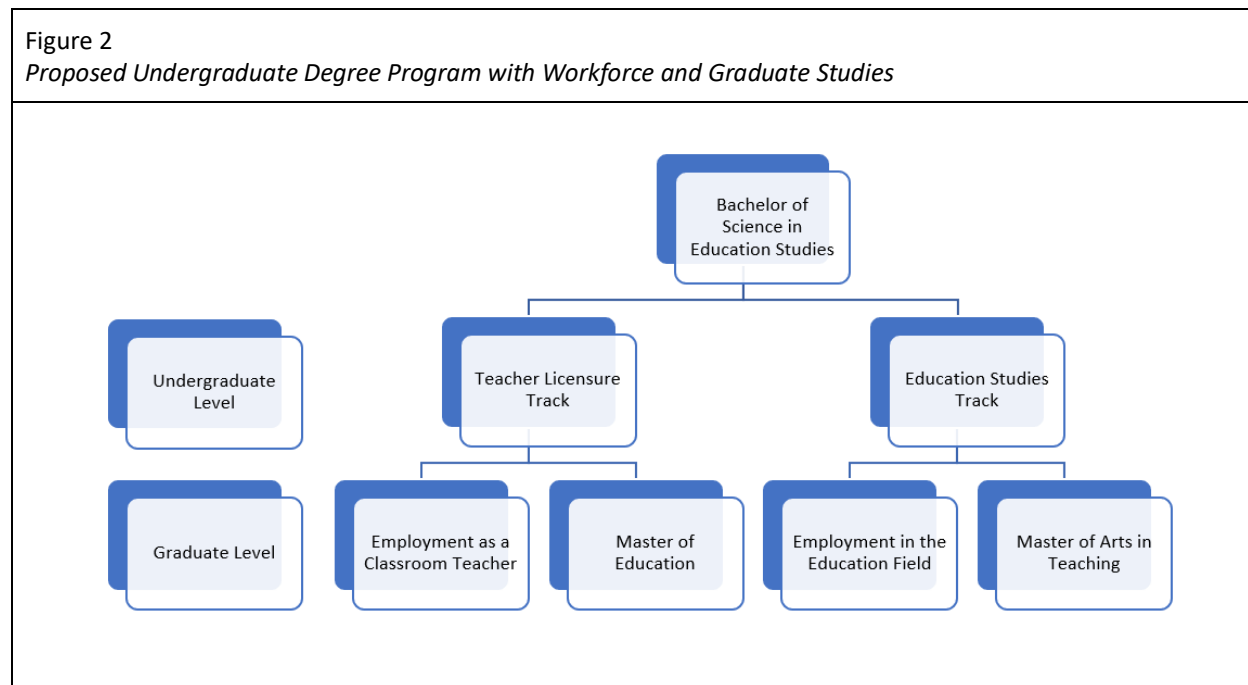 Figure 2
Proposed Undergraduate Degree Program with Workforce and Graduate Studies
Bachelor of
Science in
Education Studies
Undergraduate
Level
Teacher Licensure
Track
Education Studies
Track
Graduate Level
Employment as a
Classroom Teacher
Master of
Education
Employment in the
Education Field
Master of Arts in
Teaching